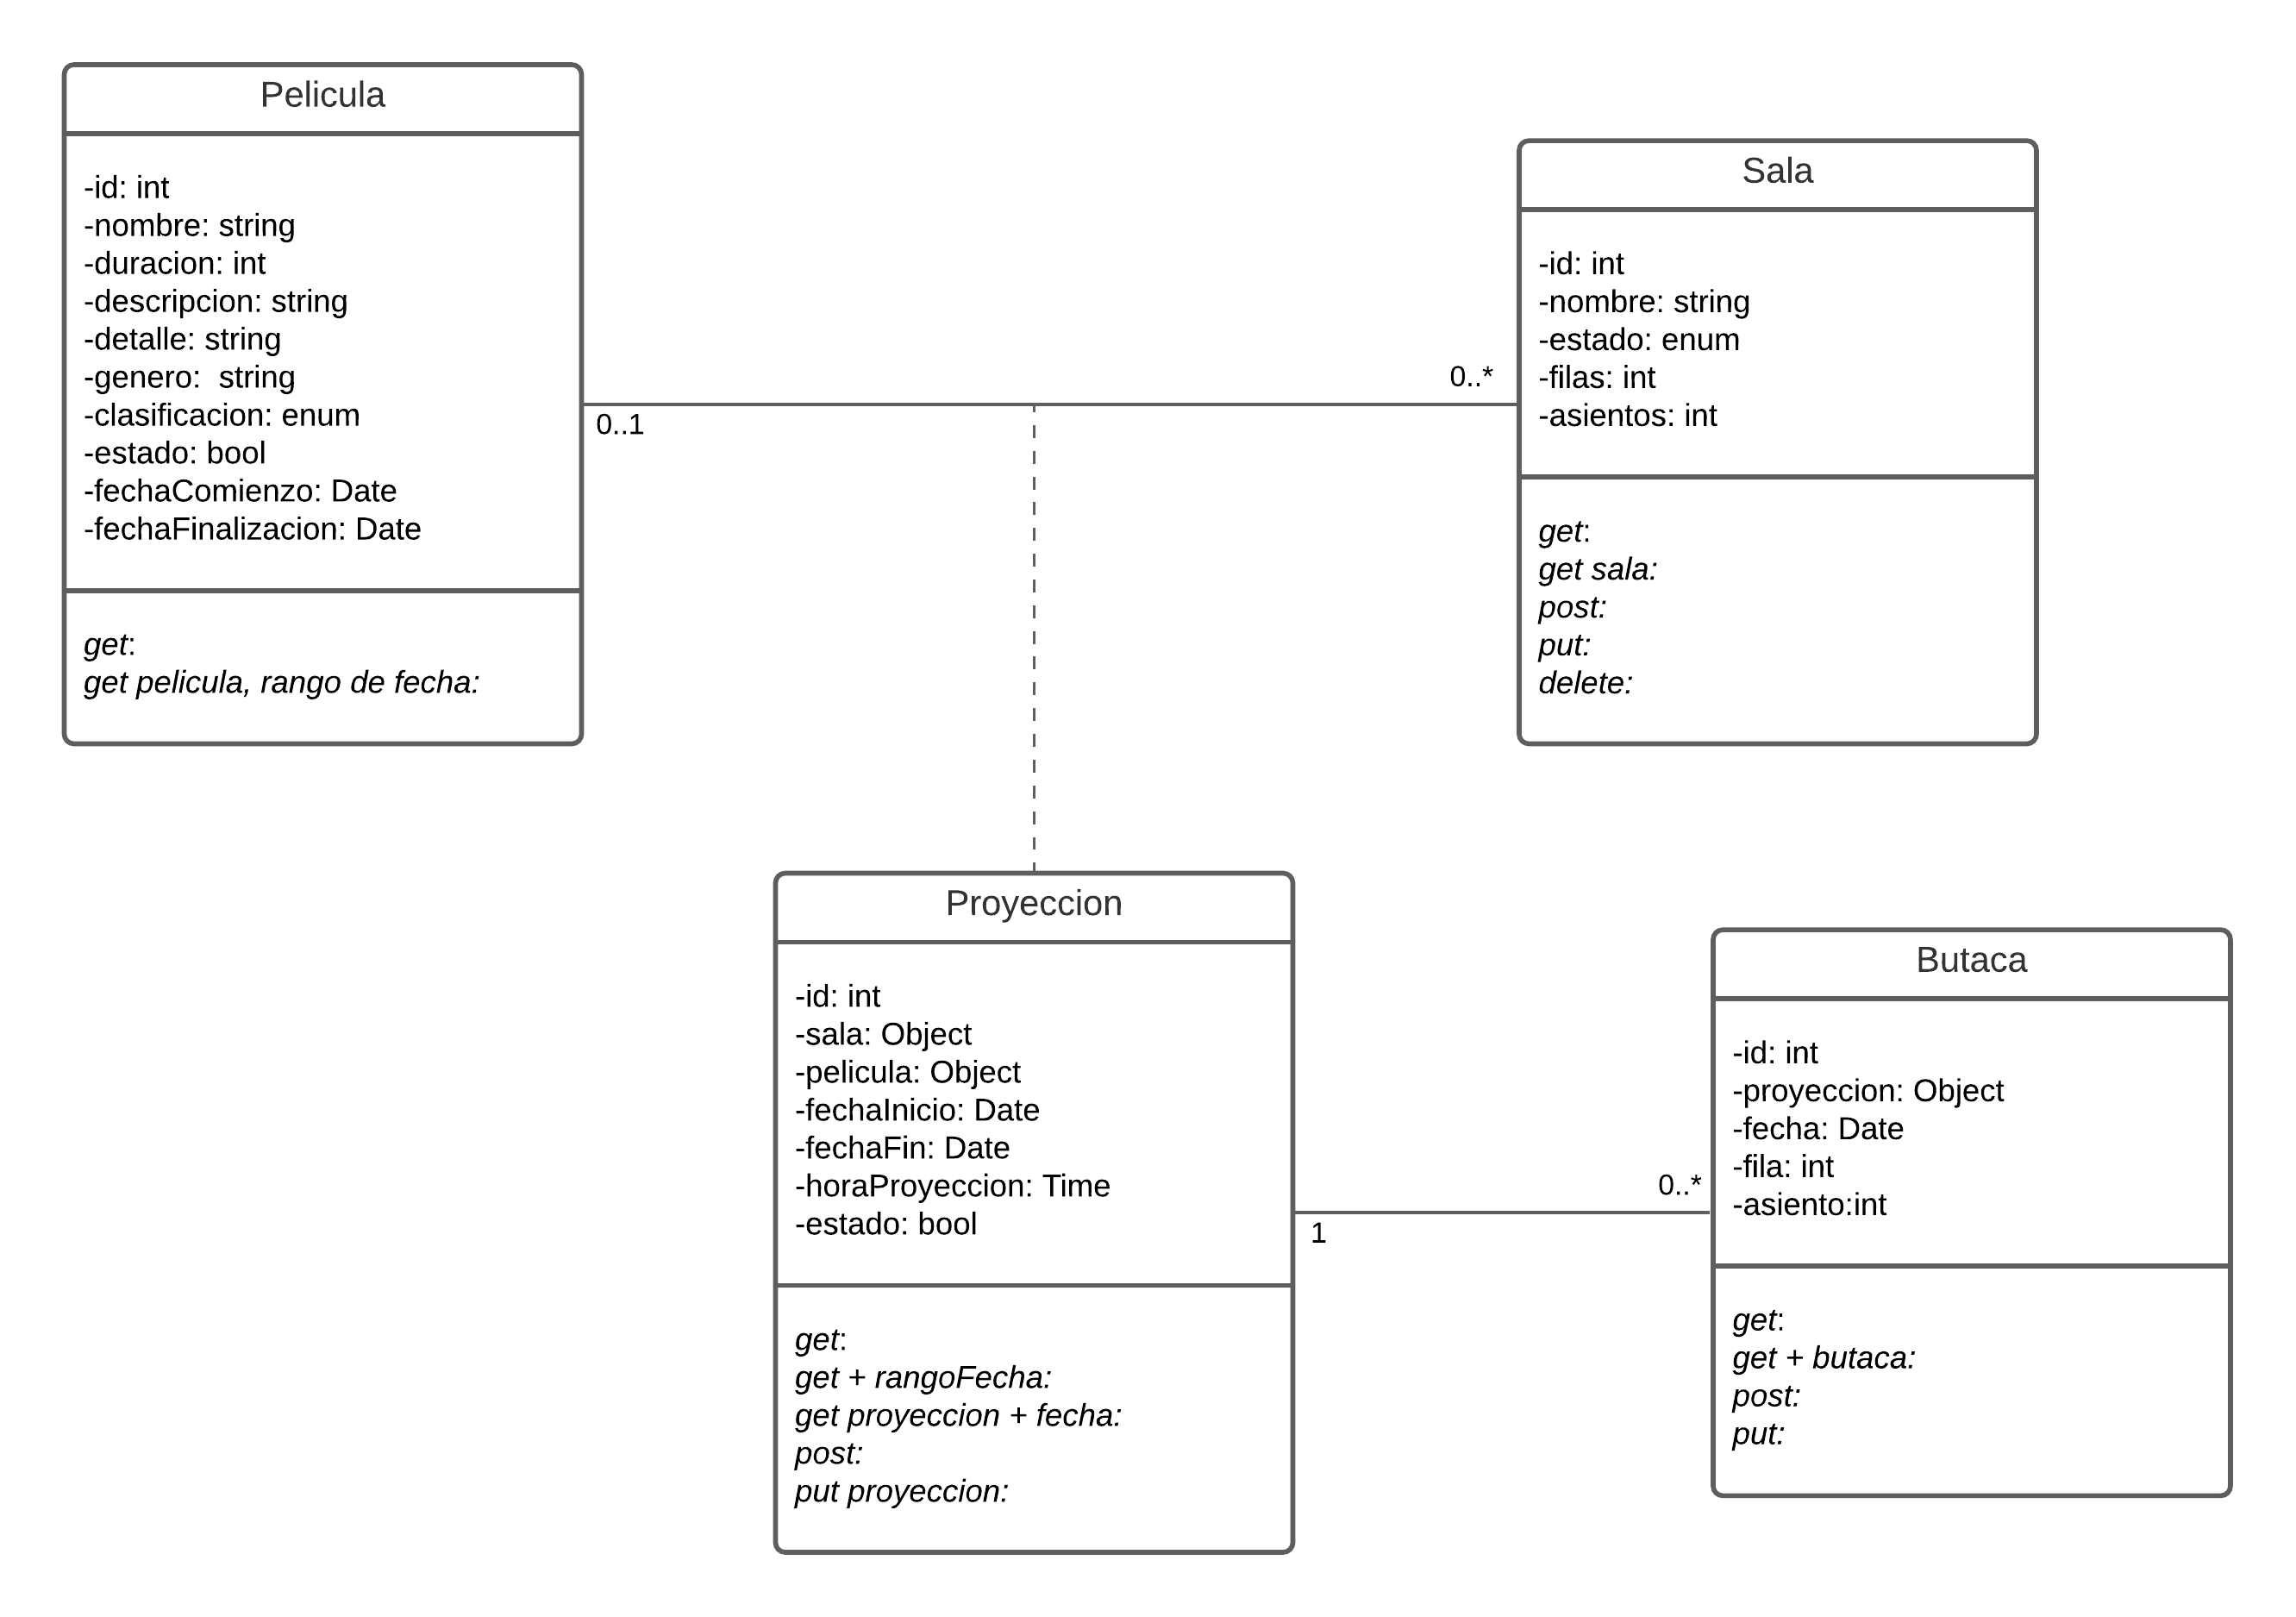 Pelicula
-id: int
-nombre: string
-duracion: int
-descripcion: string
-detalle: string
-genero:  string
-clasificacion: enum
-estado: bool
-fechaComienzo: Date
-fechaFinalizacion: Date
get:
get pelicula, rango de fecha:
0..1
0..*
Sala
-id: int
-nombre: string
-estado: enum
-filas: int
-asientos: int
get:
get sala:
post:
put:
delete:
Proyeccion
-id: int
-sala: Object
-pelicula: Object
-fechaInicio: Date
-fechaFin: Date
-horaProyeccion: Time
-estado: bool
get:
get + rangoFecha:
get proyeccion + fecha:
post:
put proyeccion:
1
0..*
Butaca
-id: int
-proyeccion: Object
-fecha: Date
-fila: int
-asiento:int
get:
get + butaca:
post:
put: